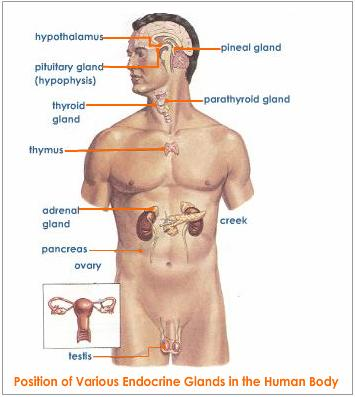 hypothalamus
pineal gland
pituitary gland
(hypophysis)
parathyroid gland
thyroid
gland
thymus
adrenal
gland
creek
pancreas
ovary
testis
Position of Various Endocrine Glands in the Human Body